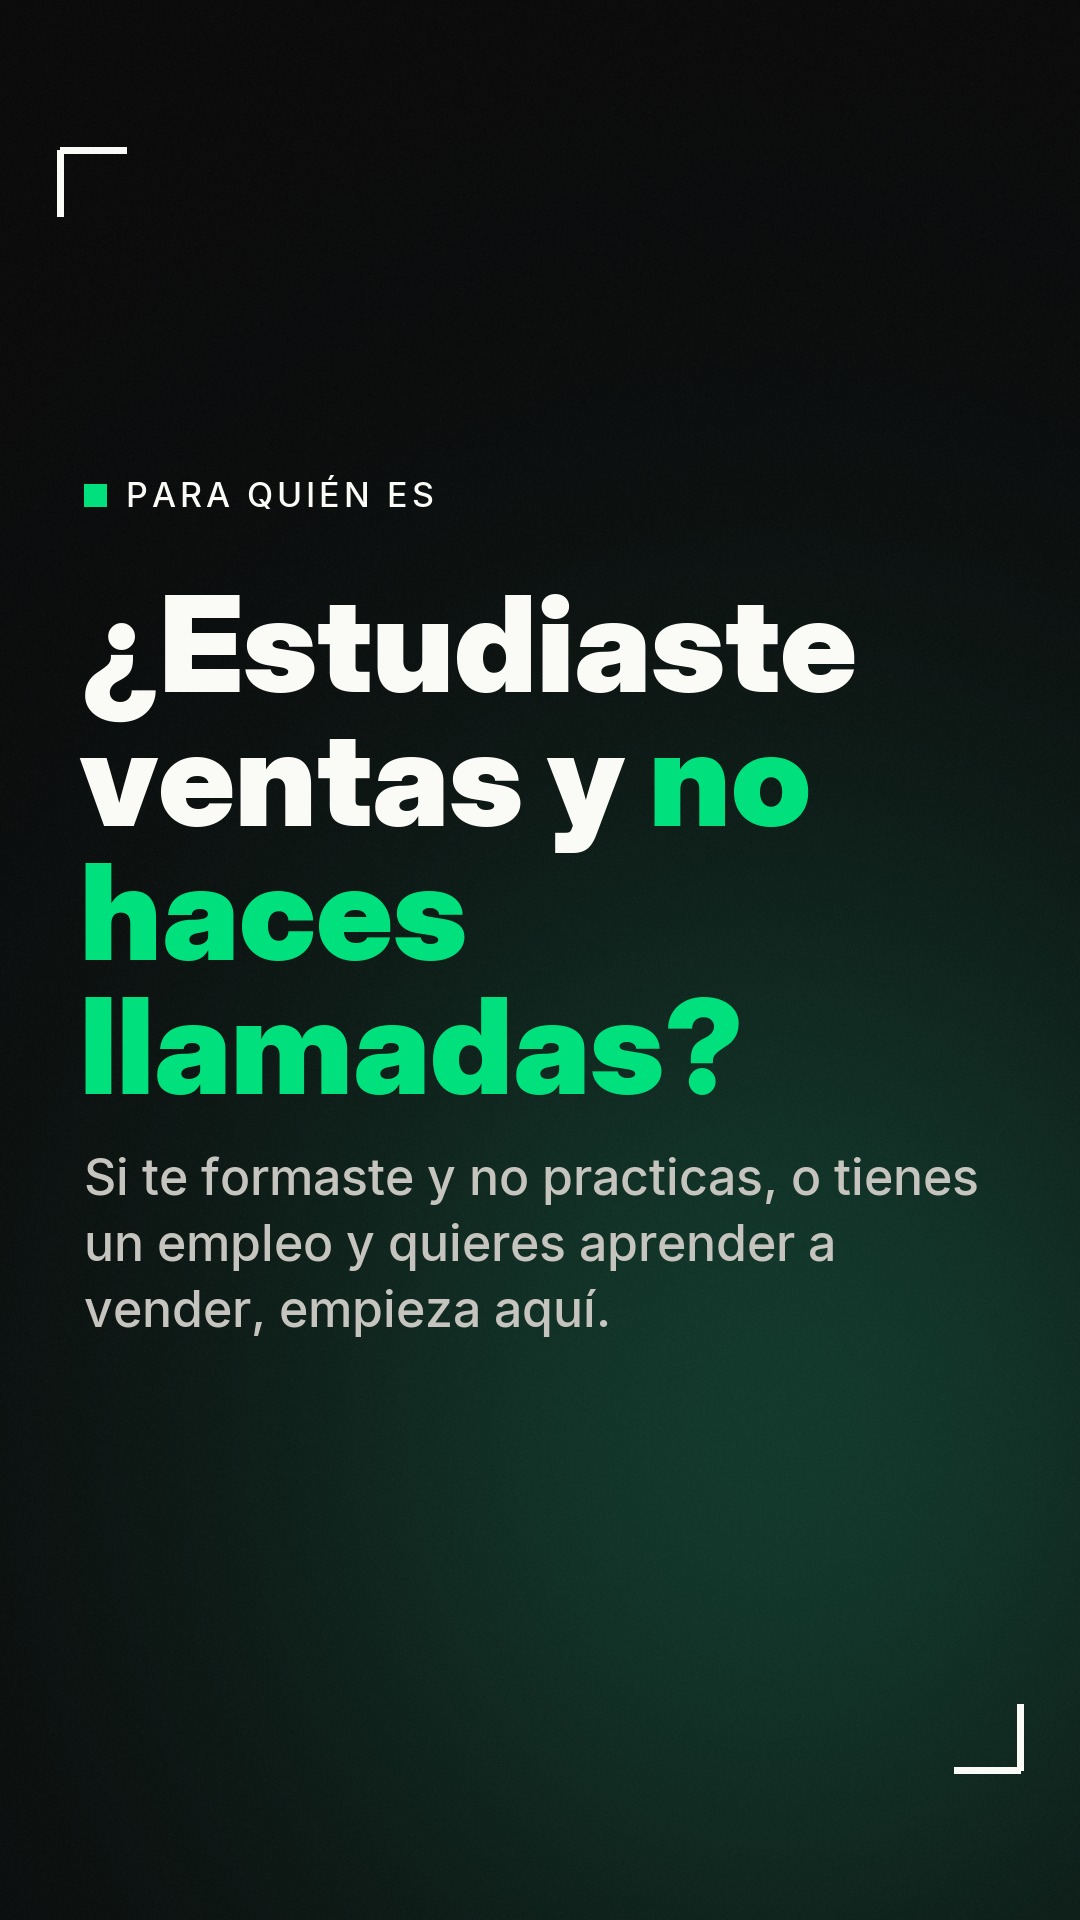 PARA QUIÉN ES
¿Estudiaste
ventas y no
haces
llamadas?
Si te formaste y no practicas, o tienes
un empleo y quieres aprender a
vender, empieza aquí.